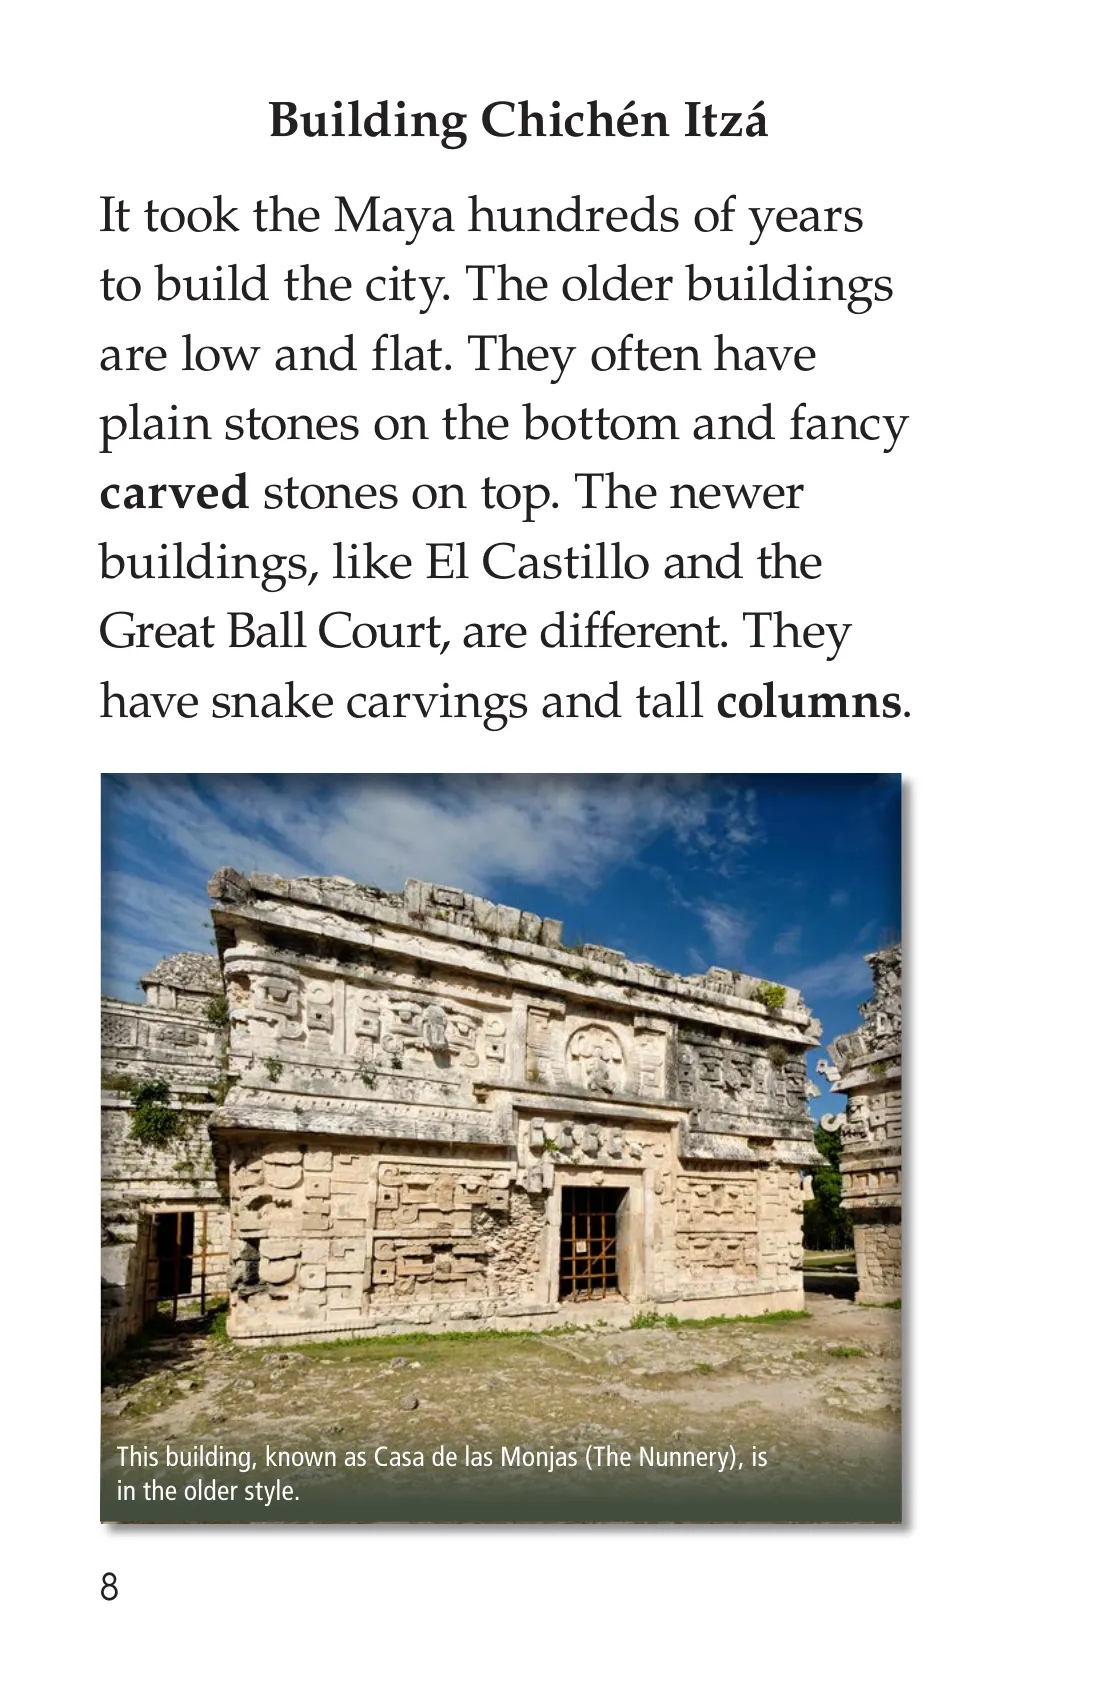 Building Chichén Itzá
It took the Maya hundreds of years
to build the city. The older buildings
are low and flat. They often have
plain stones on the bottom and fancy
carved stones on top. The newer
buildings, like El Castillo and the
Great Ball Court, are different. They
have snake carvings and tall columns.
This building, known as Casa de las Monjas (The Nunnery), is
in the older style.
8